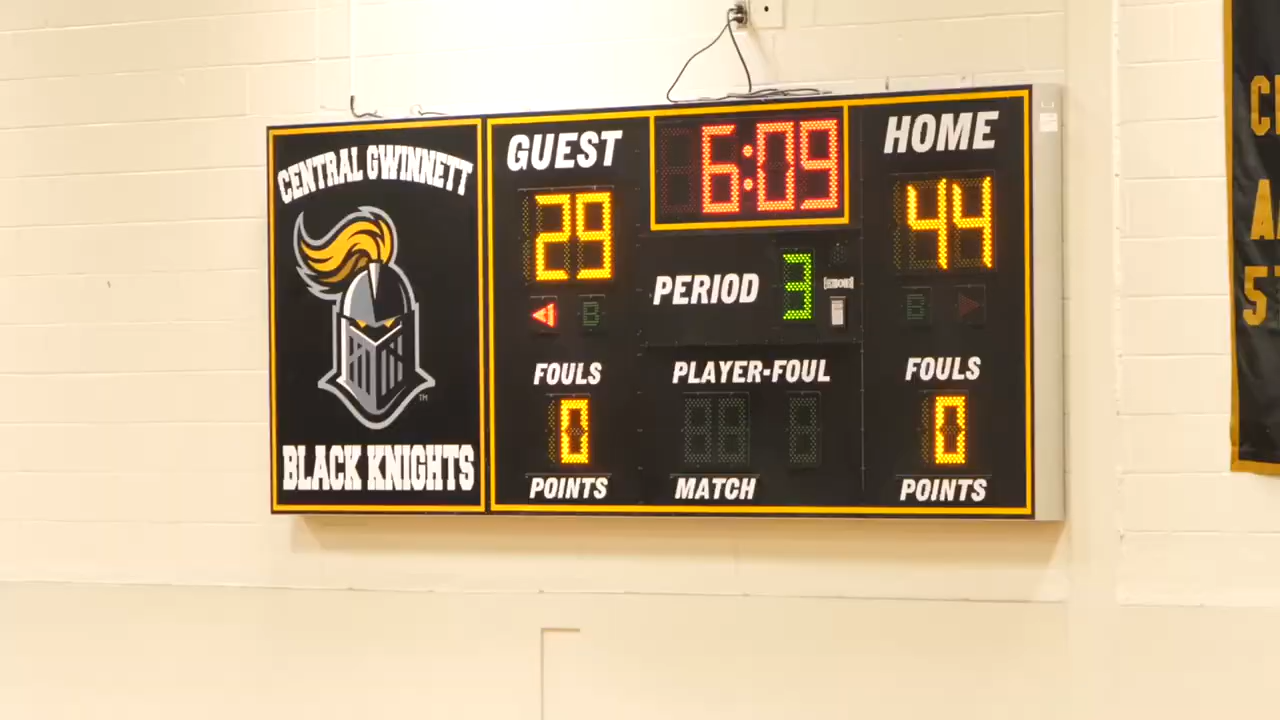 CENTRAL GWINNETT
BLACK KNIGHTS
TM
GUEST
6:09
HOME
29
44
PERIOD 3
FOULS
PLAYER-FOUL
FOULS
0
0
POINTS
MATCH
POINTS